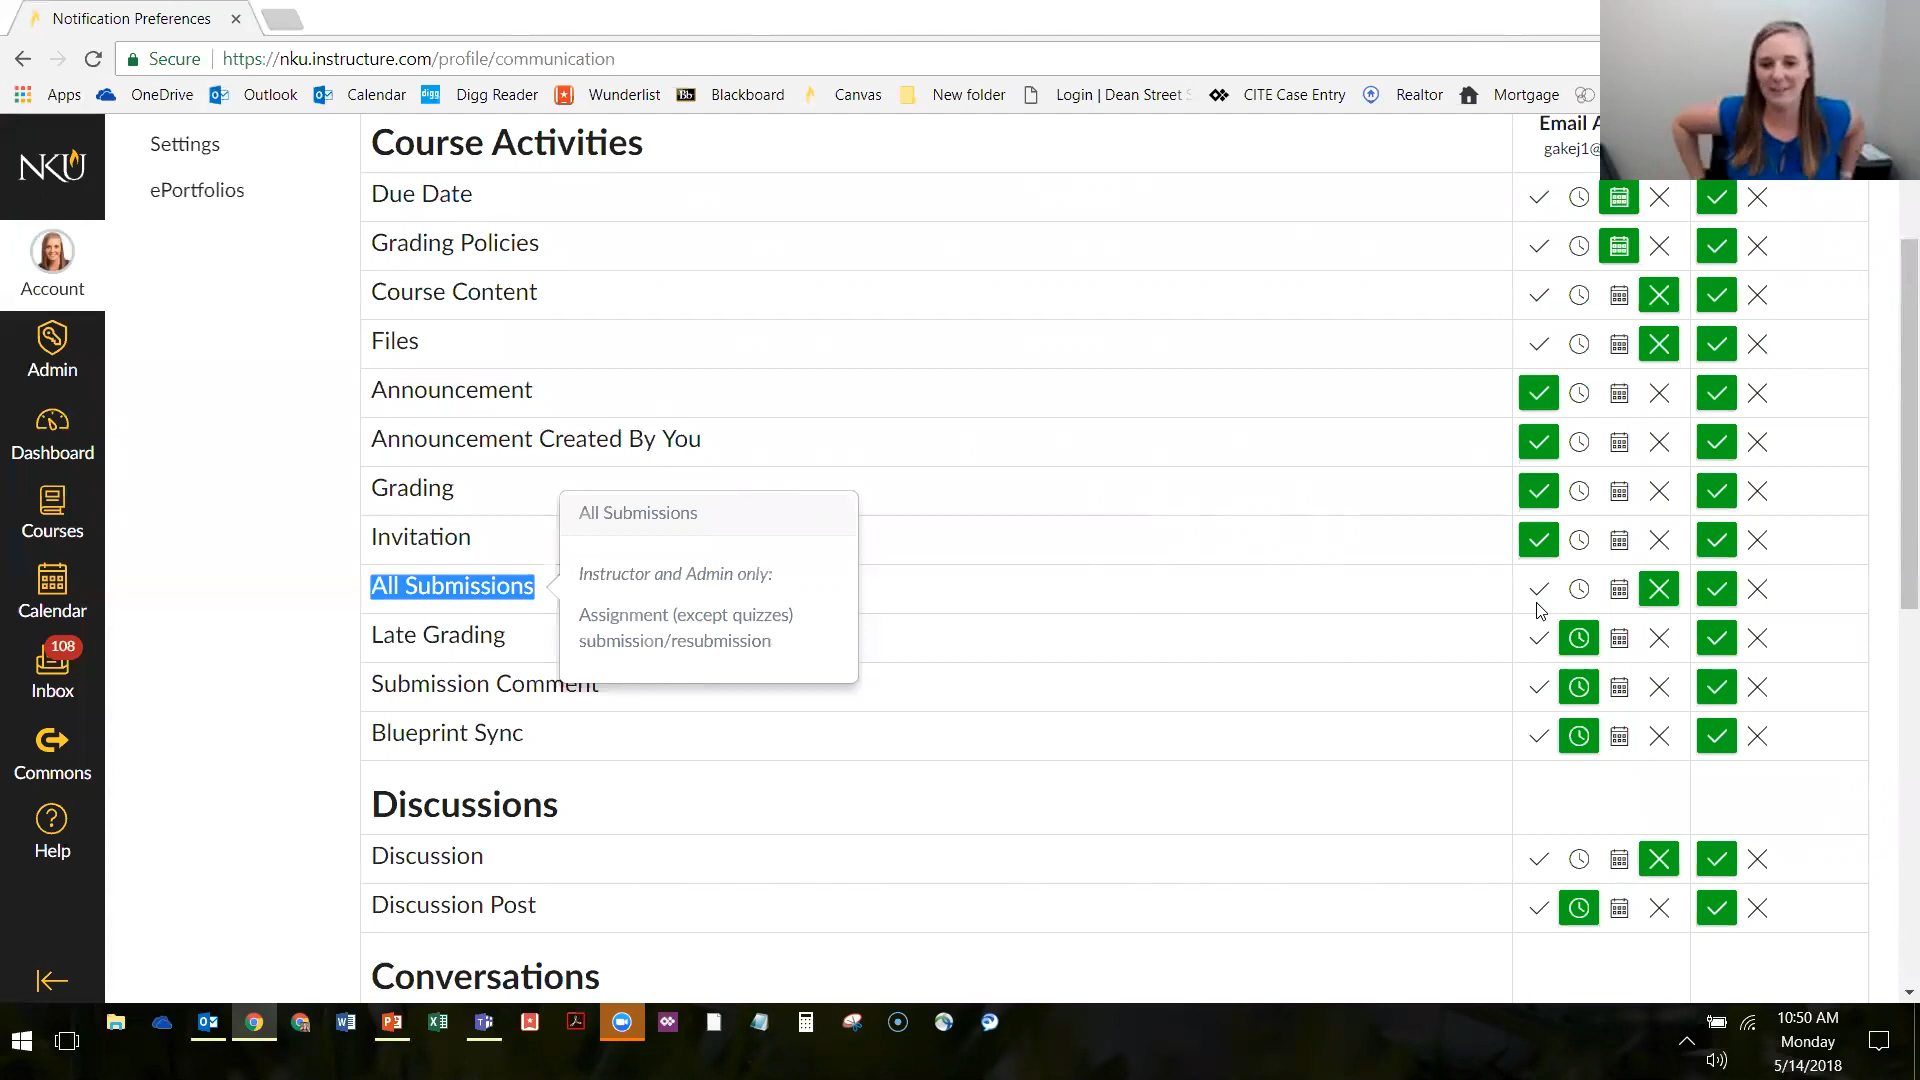 Notification Preferences
Secure https://nku.instructure.com/profile/communication
Apps OneDrive Outlook Calendar Digg Reader Wunderlist Blackboard Canvas New folder Login | Dean Street CITE Case Entry Realtor Mortgage
NKU
Account
Admin
Dashboard
Courses
Calendar
108
Inbox
Commons
Help
Settings
ePortfolios
Course Activities
Email A
gakej1@
Due Date
Grading Policies
Course Content
Files
Announcement
Announcement Created By You
Grading
Invitation
All Submissions
Late Grading
Submission Comment
Blueprint Sync
All Submissions
Instructor and Admin only:
Assignment (except quizzes)
submission/resubmission
Discussions
Discussion
Discussion Post
Conversations
10:50 AM
Monday
5/14/2018